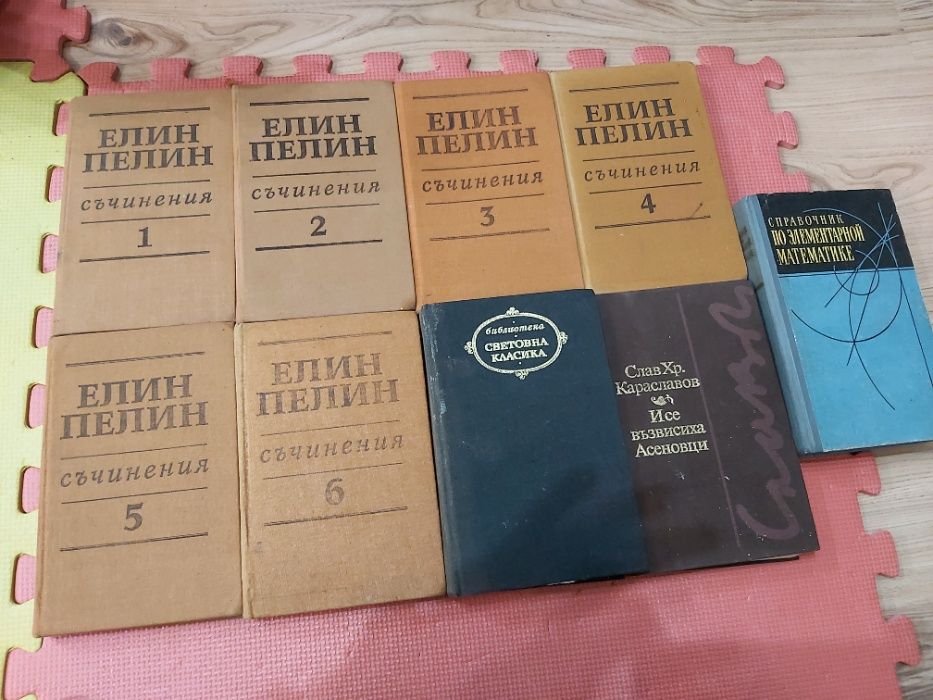 ЕЛИН
ПЕЛИН
съчинения
1
ЕЛИН
ПЕЛИН
съчинения
2
ЕЛИН
ПЕЛИН
съчинения
3
ЕЛИН
ПЕЛИН
съчинения
4
СПРАВОЧНИК
ПО ЭЛЕМЕНТАРНОЙ
МАТЕМАТИКЕ
ЕЛИН
ПЕЛИН
съчинения
5
ЕЛИН
ПЕЛИН
съчинения
6
библиотека
СВЕТОВНА
КЛАСИКА
Слав Хр.
Караславов
И се
възвисиха
Асеновци